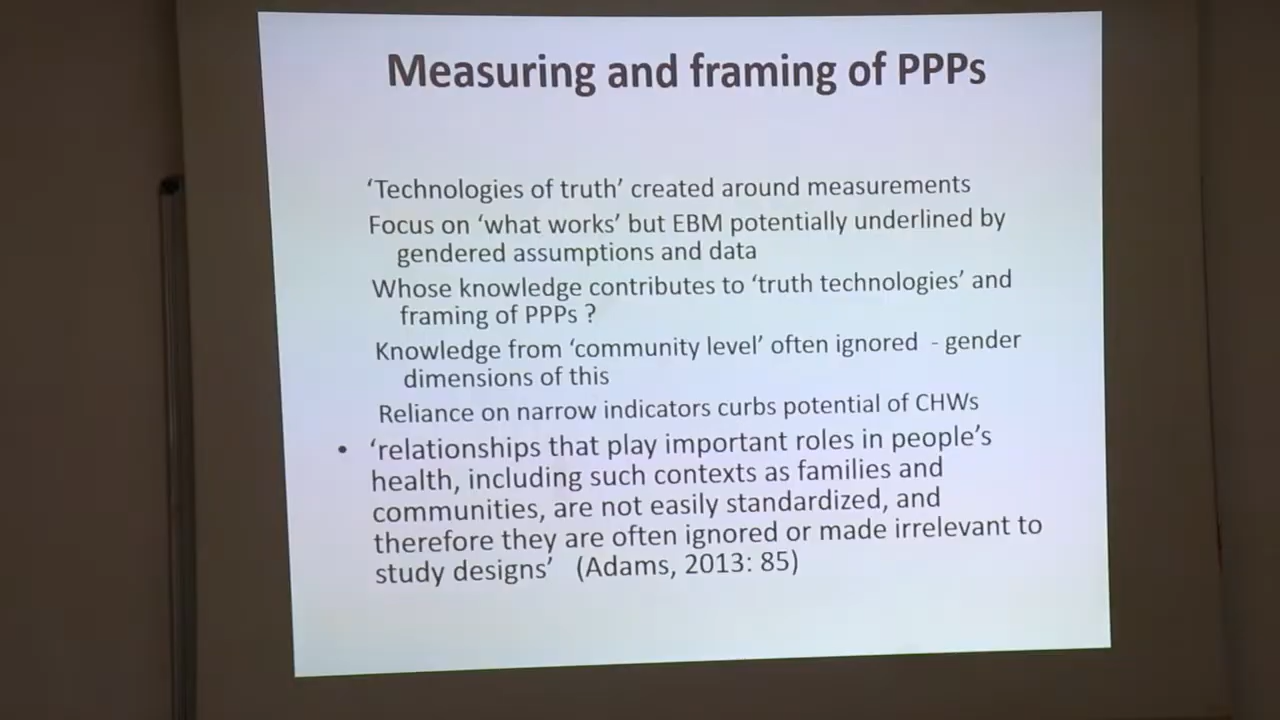 Measuring and framing of PPPs
‘Technologies of truth’ created around measurements
Focus on ‘what works’ but EBM potentially underlined by
gendered assumptions and data
Whose knowledge contributes to ‘truth technologies’ and
framing of PPPs ?
Knowledge from ‘community level’ often ignored - gender
dimensions of this
Reliance on narrow indicators curbs potential of CHWs
• ‘relationships that play important roles in people’s
health, including such contexts as families and
communities, are not easily standardized, and
therefore they are often ignored or made irrelevant to
study designs’ (Adams, 2013: 85)